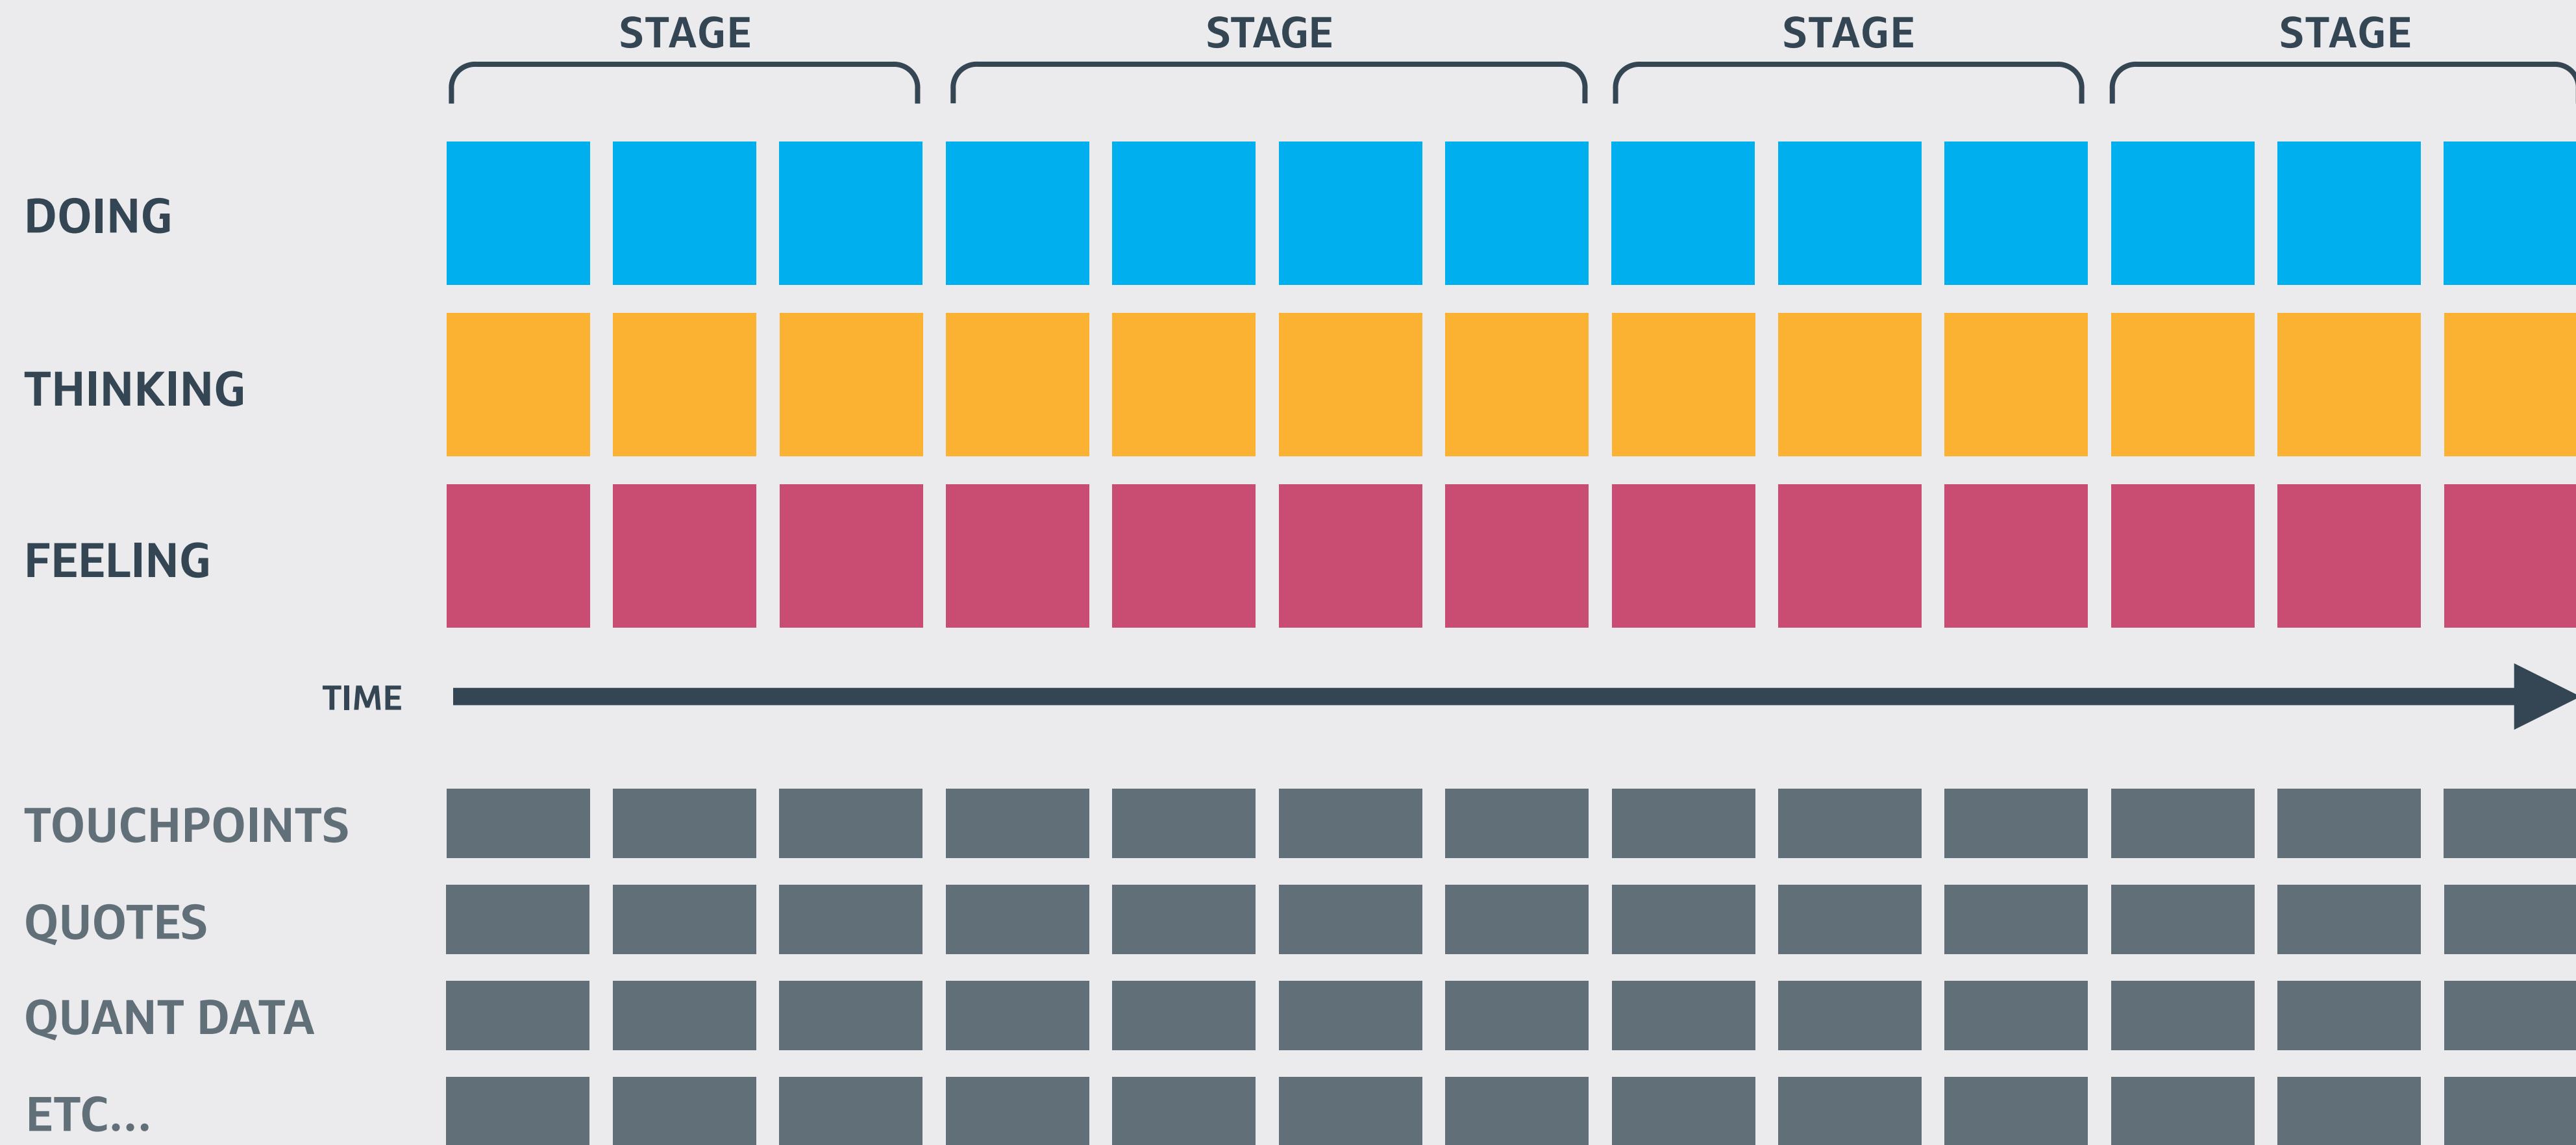 STAGE STAGE STAGE STAGE
DOING
THINKING
FEELING
TIME
TOUCHPOINTS
QUOTES
QUANT DATA
ETC...